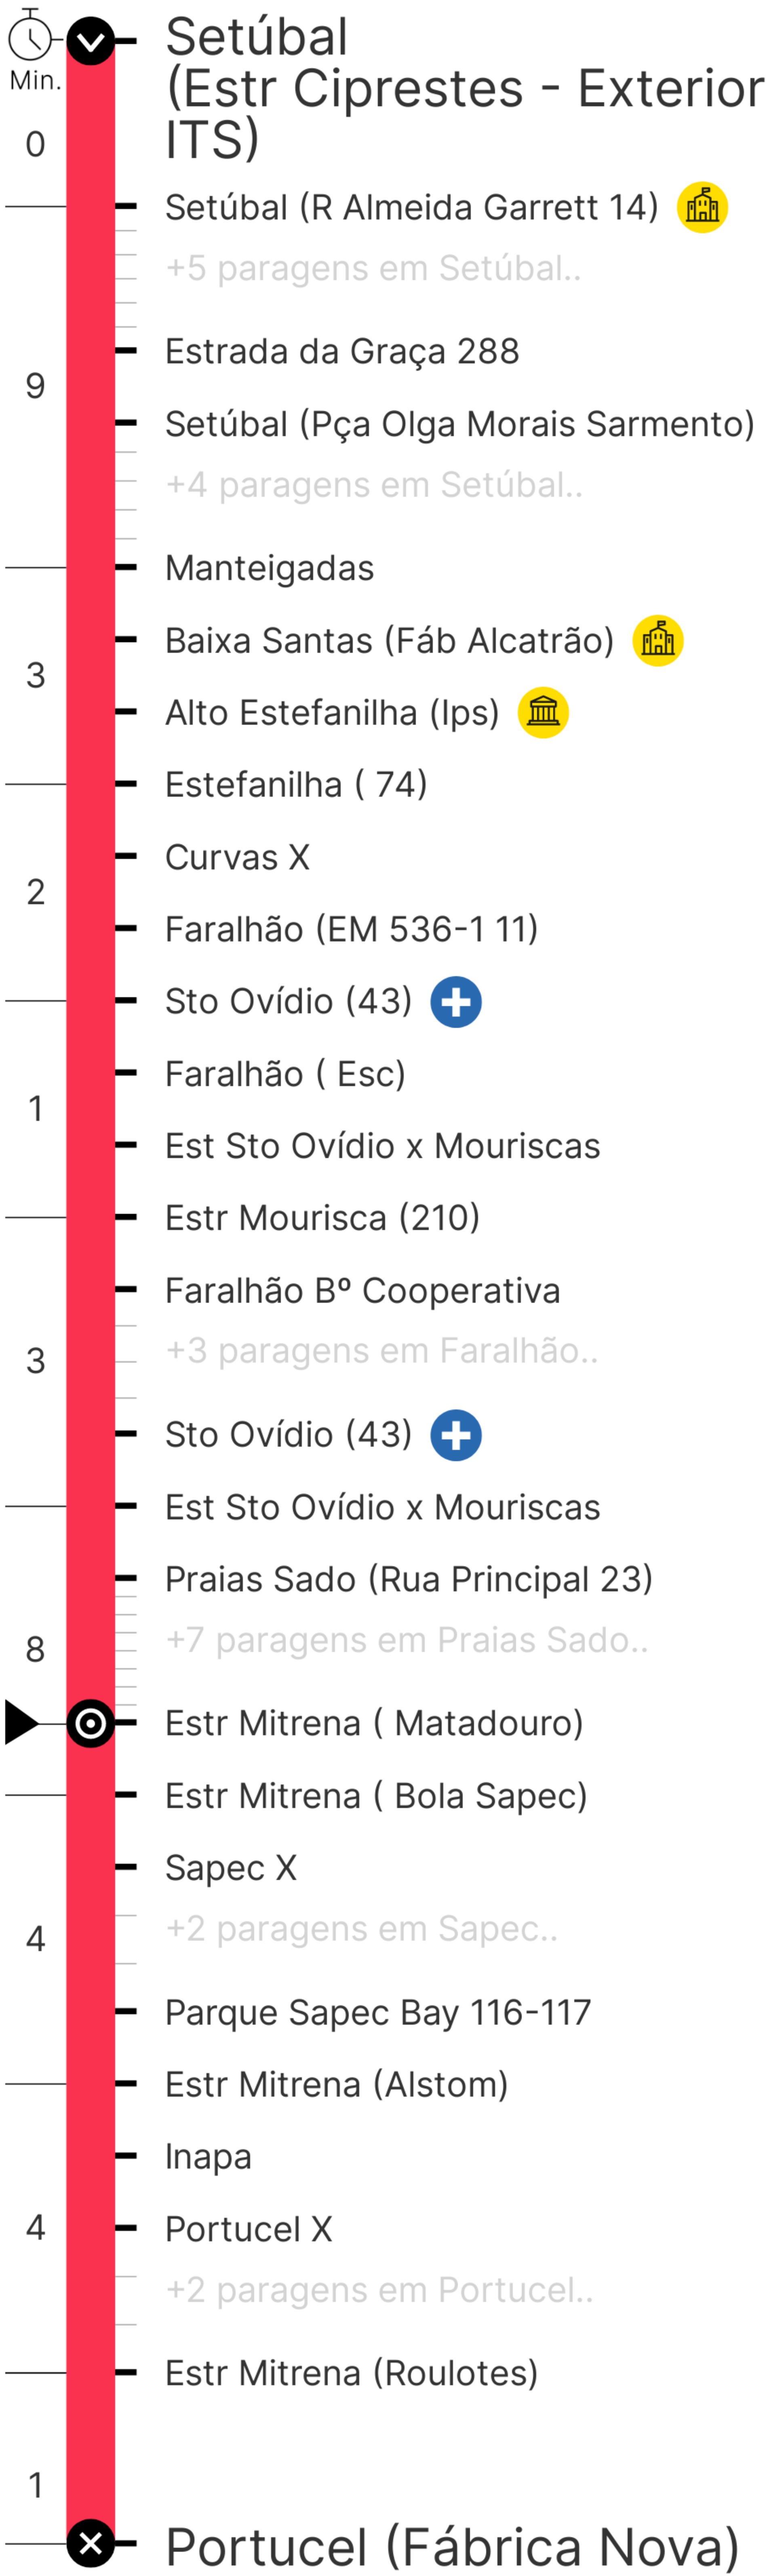 Min.
Setúbal
(Estr Ciprestes - Exterior
ITS)
0
Setúbal (R Almeida Garrett 14)
+5 paragens em Setúbal..
Estrada da Graça 288
9
Setúbal (Pça Olga Morais Sarmento)
+4 paragens em Setúbal..
Manteigadas
Baixa Santas (Fáb Alcatrão)
3
Alto Estefanilha (Ips)
Estefanilha ( 74)
Curvas X
2
Faralhão (EM 536-1 11)
Sto Ovídio (43)
Faralhão ( Esc)
1
Est Sto Ovídio x Mouriscas
Estr Mourisca (210)
Faralhão Bº Cooperativa
+3 paragens em Faralhão..
3
Sto Ovídio (43)
Est Sto Ovídio x Mouriscas
Praias Sado (Rua Principal 23)
+7 paragens em Praias Sado..
8
Estr Mitrena ( Matadouro)
Estr Mitrena ( Bola Sapec)
Sapec X
+2 paragens em Sapec..
4
Parque Sapec Bay 116-117
Estr Mitrena (Alstom)
Inapa
4
Portucel X
+2 paragens em Portucel..
Estr Mitrena (Roulotes)
1
Portucel (Fábrica Nova)